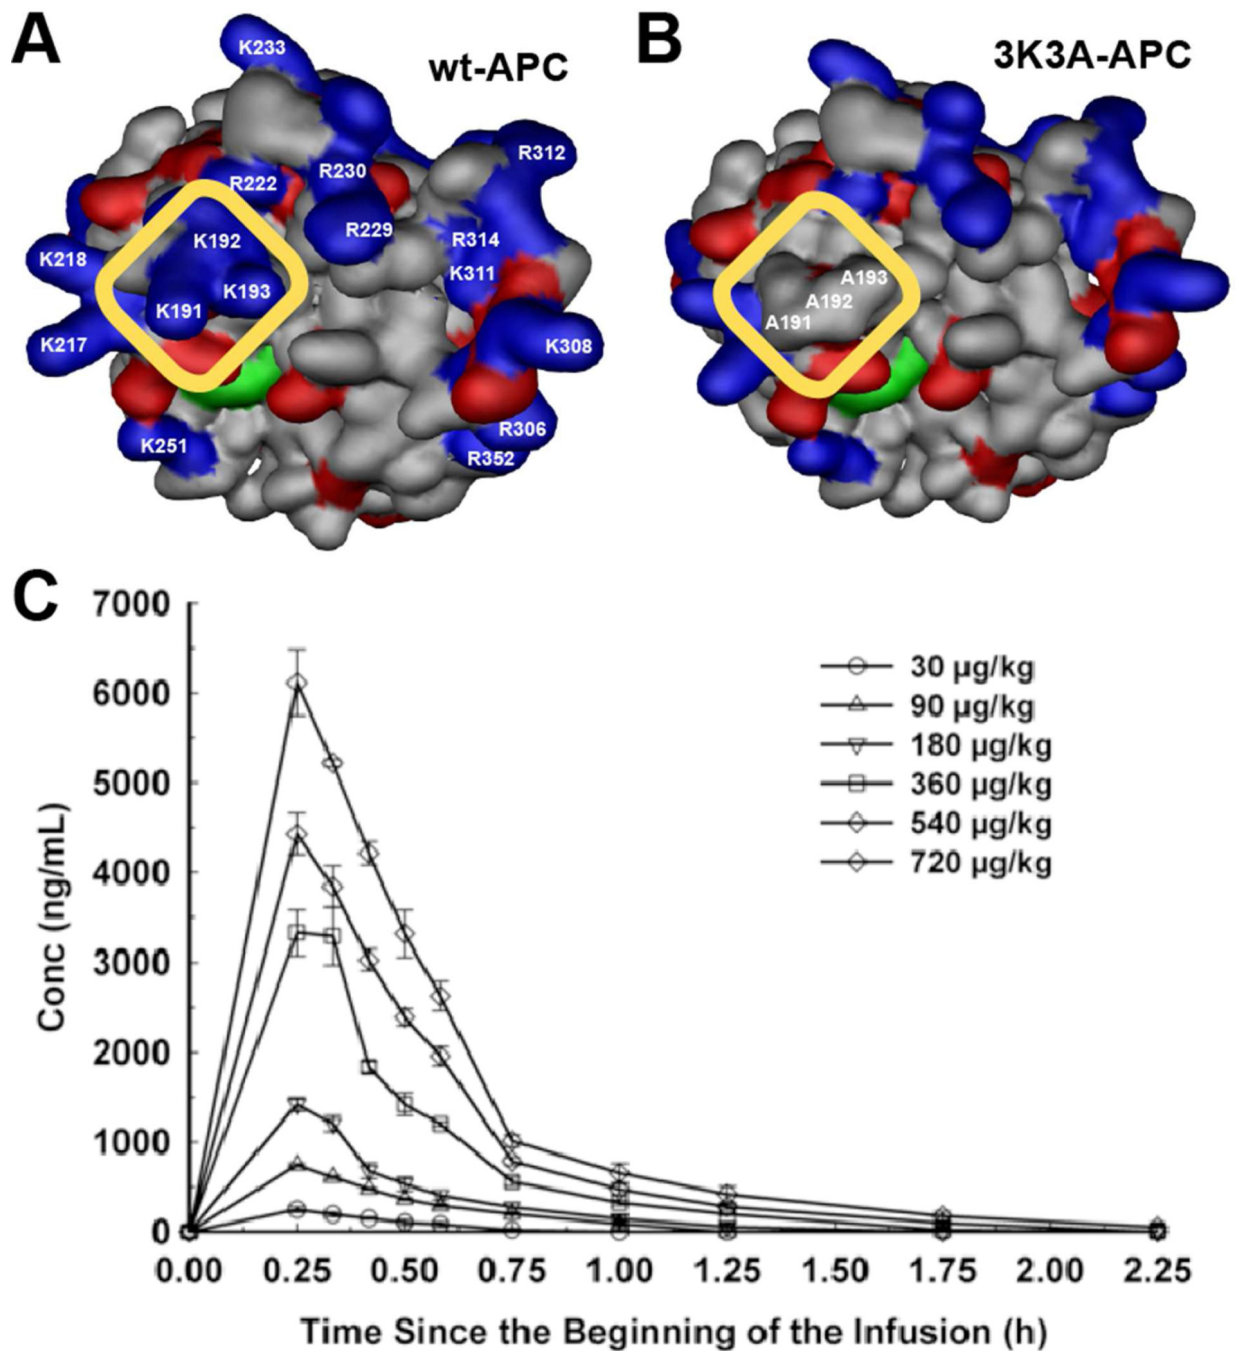 A
wt-APC
K233
R312
R230
R222
R229
K192
R314
K218
K311
K193
K191
K217
K308
K251
R306
R352
B
3K3A-APC
A193
A192
A191
C
7000
6000
5000
4000
3000
2000
1000
0
Conc (ng/mL)
30 µg/kg
90 µg/kg
180 µg/kg
360 µg/kg
540 µg/kg
720 µg/kg
0.00 0.25 0.50 0.75 1.00 1.25 1.50 1.75 2.00 2.25
Time Since the Beginning of the Infusion (h)